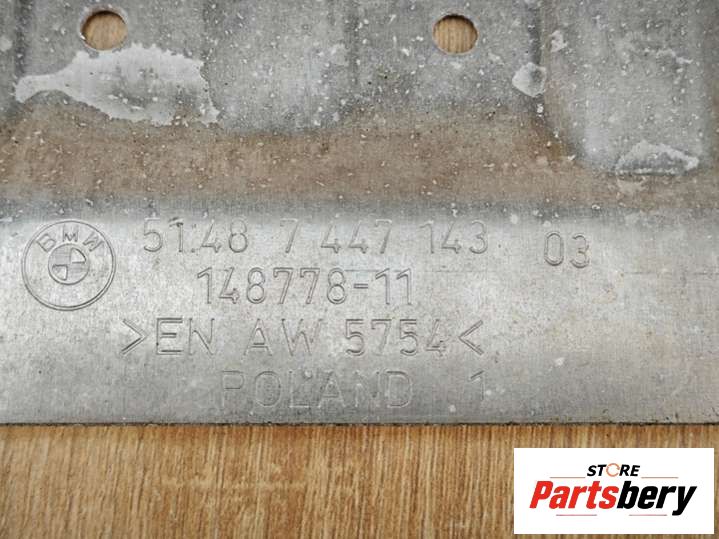 BMW
51.48 7 447 143 03
148778-11
>EN AW 5754<
POLAND 1
STORE
Partsbery